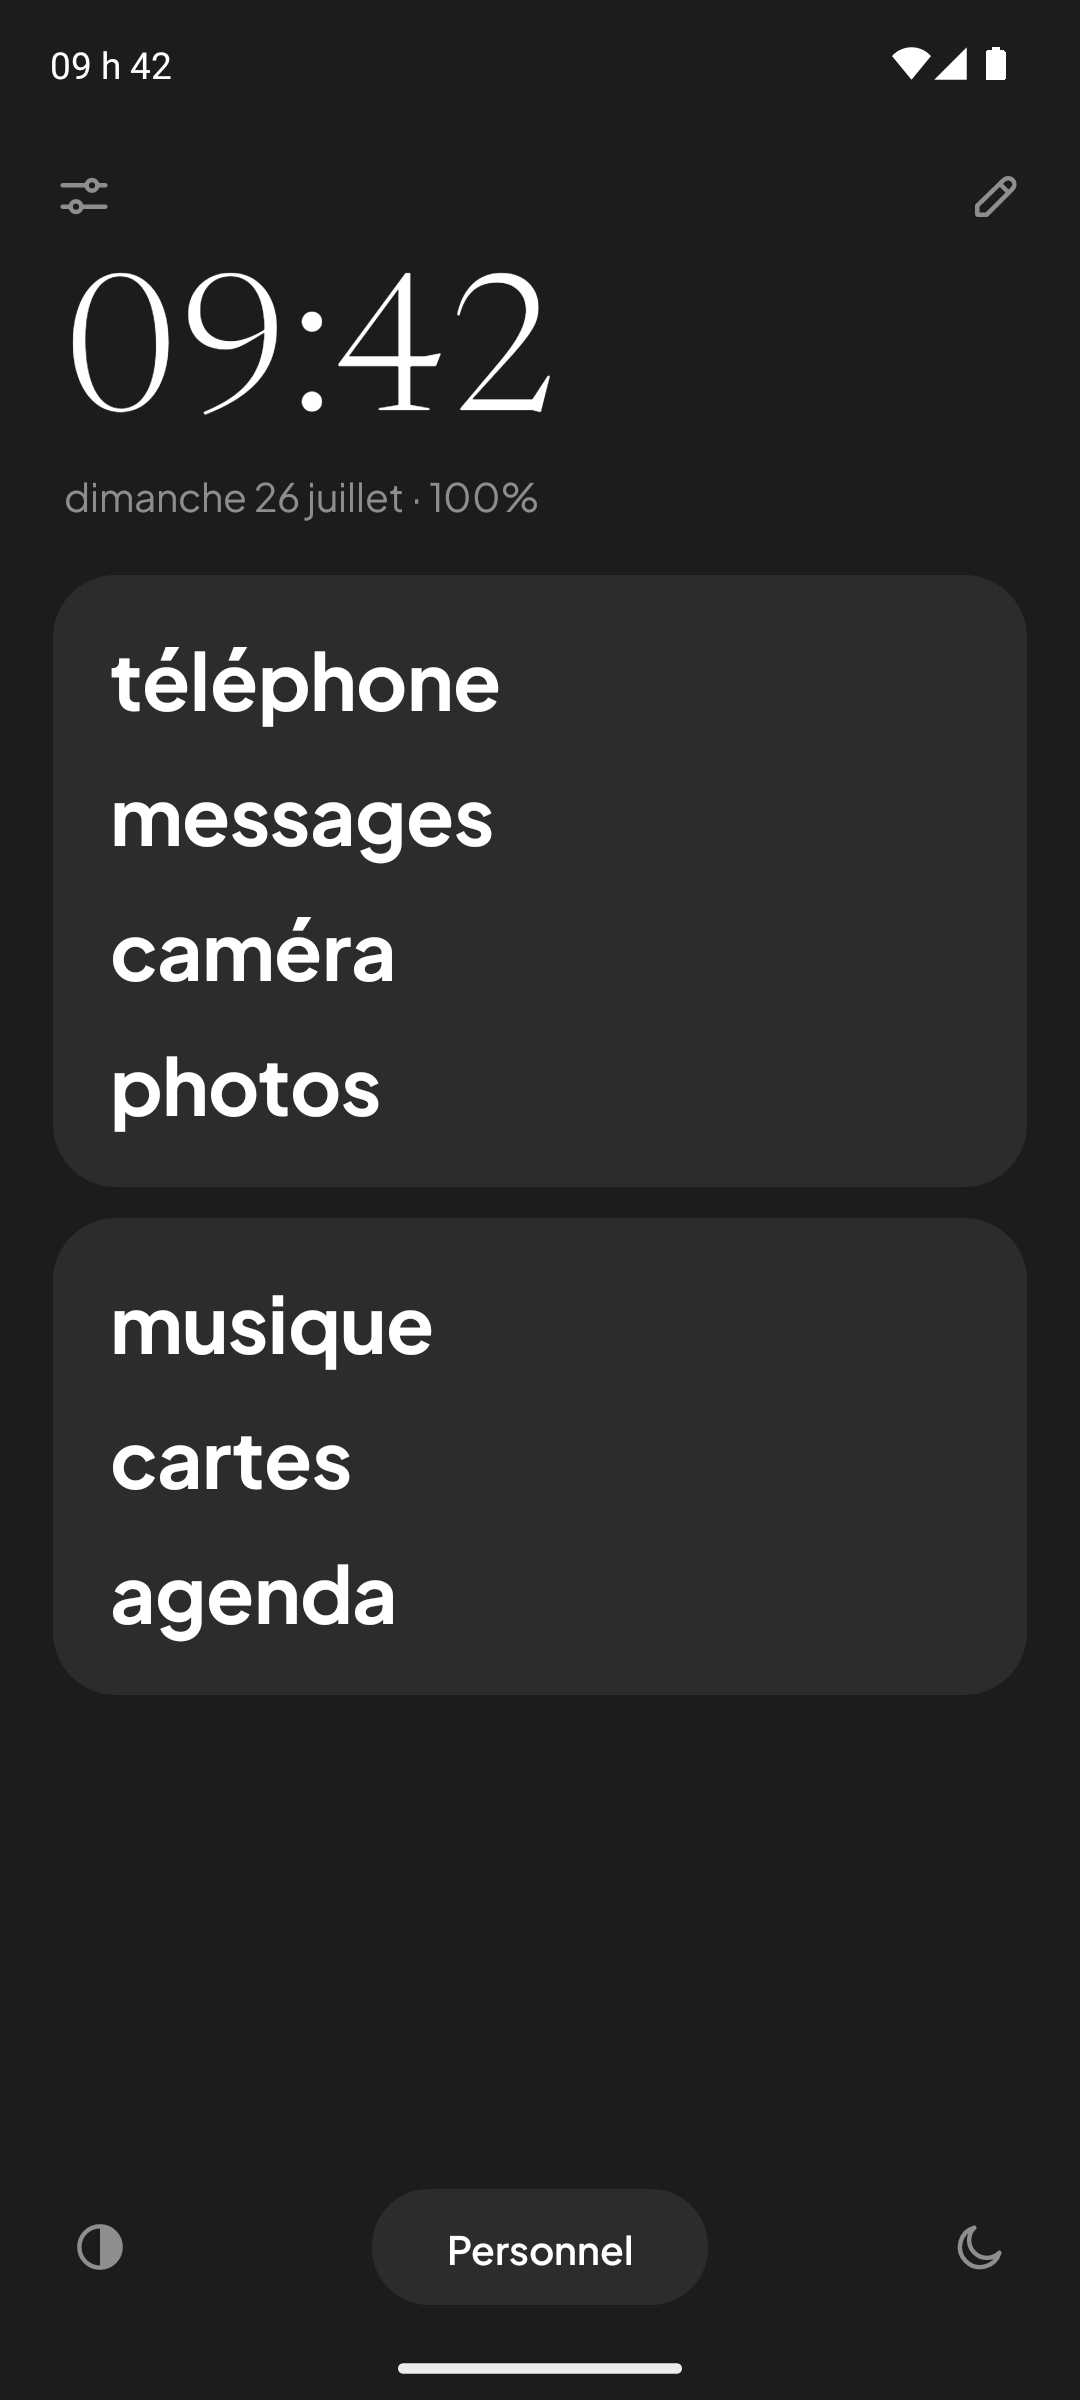 09 h 42
09:42
dimanche 26 juillet · 100%
téléphone
messages
caméra
photos
musique
cartes
agenda
Personnel